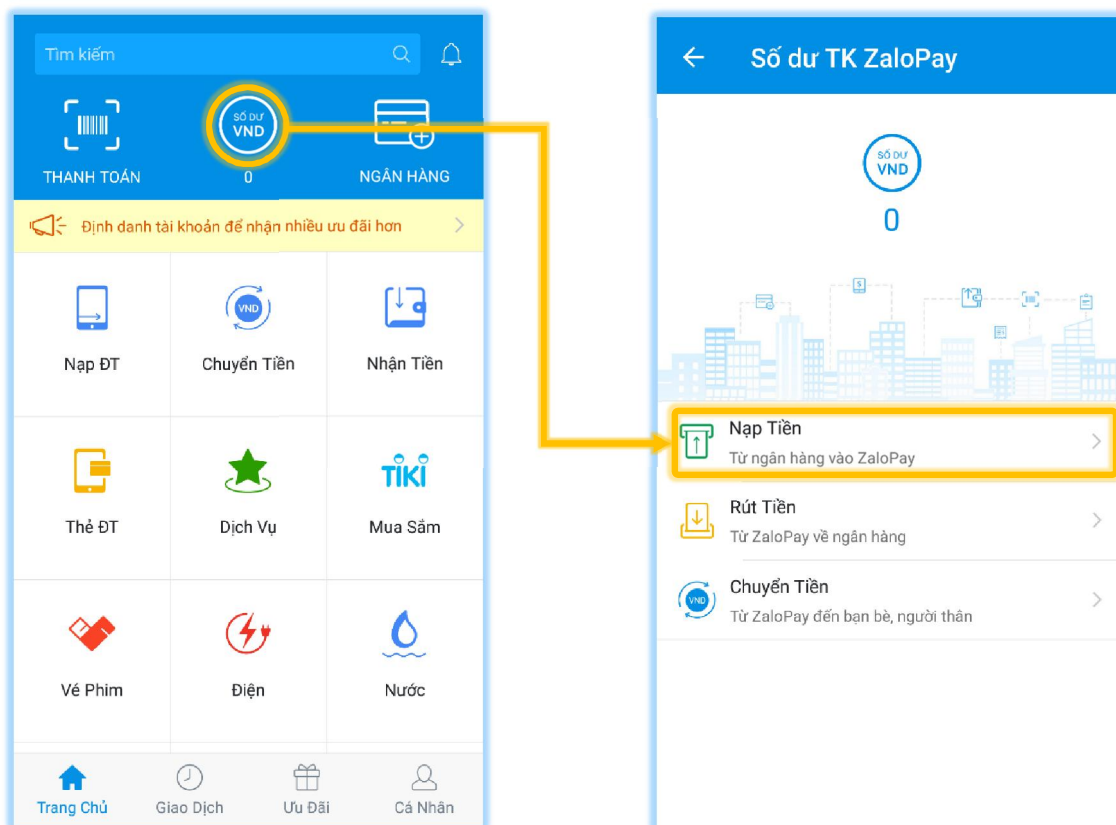 Tìm kiếm
SỐ DƯ
VND
THANH TOÁN
0
NGÂN HÀNG
Định danh tài khoản để nhận nhiều ưu đãi hơn
VND
Nạp ĐT
Chuyển Tiền
Nhận Tiền
TIKI
Thẻ ĐT
Dịch Vụ
Mua Sắm
Vé Phim
Điện
Nước
Trang Chủ
Giao Dịch
Ưu Đãi
Cá Nhân
Số dư TK ZaloPay
SỐ DƯ
VND
0
Nạp Tiền
Từ ngân hàng vào ZaloPay
Rút Tiền
Từ ZaloPay về ngân hàng
VND
Chuyển Tiền
Từ ZaloPay đến bạn bè, người thân